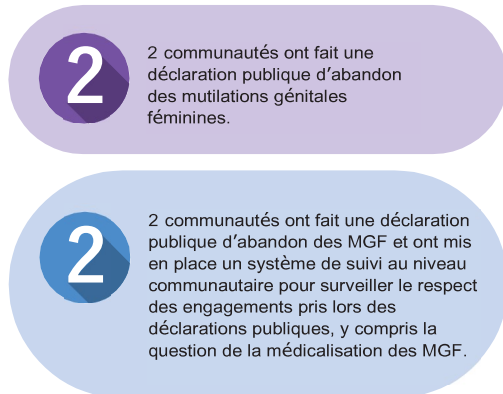 2
2 communautés ont fait une
déclaration publique d'abandon
des mutilations génitales
féminines.
2
2 communautés ont fait une déclaration
publique d'abandon des MGF et ont mis
en place un système de suivi au niveau
communautaire pour surveiller le respect
des engagements pris lors des
déclarations publiques, y compris la
question de la médicalisation des MGF.